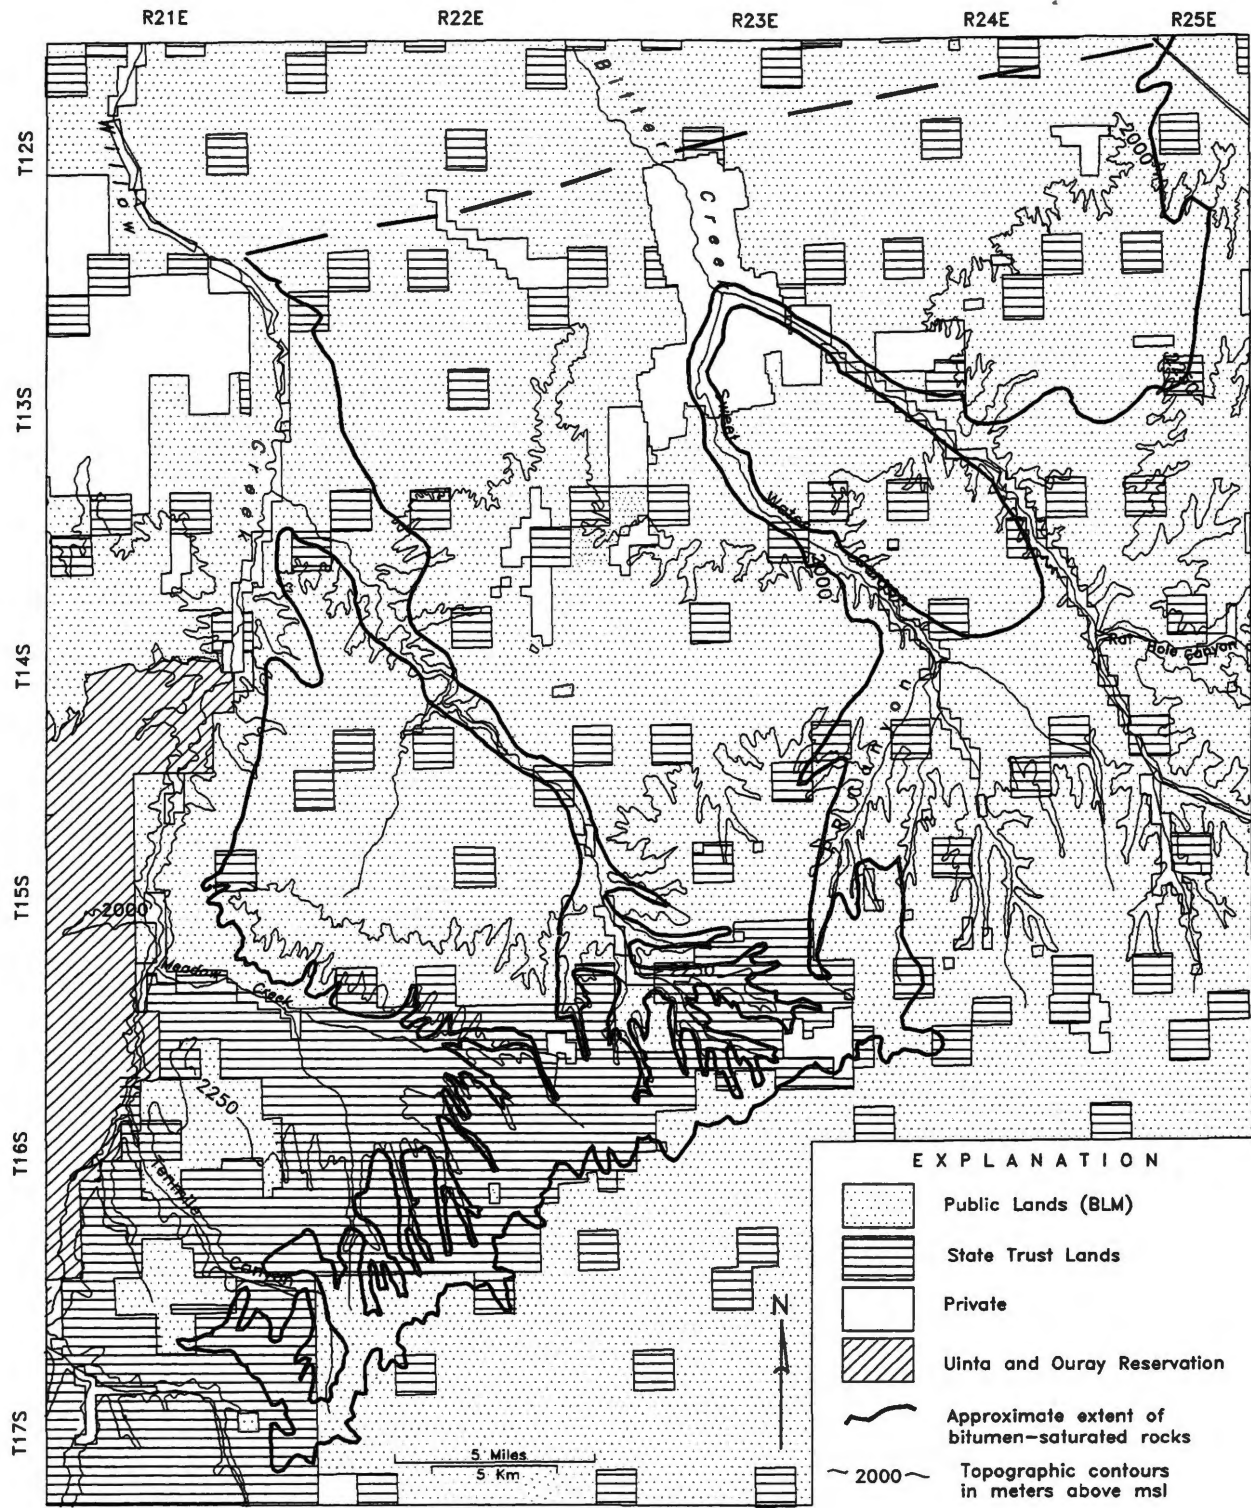 R21E R22E R23E R24E R25E
T12S
T13S
T14S
T15S
T16S
T17S
Willow
Creek
Bitter
Creek
Sweet
Water
Canyon
2000
2000
2000
Rat Hole Canyon
Meadow
Creek
2250
Tenmile
Canyon
EXPLANATION
Public Lands (BLM)
State Trust Lands
Private
Uinta and Ouray Reservation
Approximate extent of
bitumen-saturated rocks
~ 2000 ~ Topographic contours
in meters above msl
N
5 Miles
5 Km